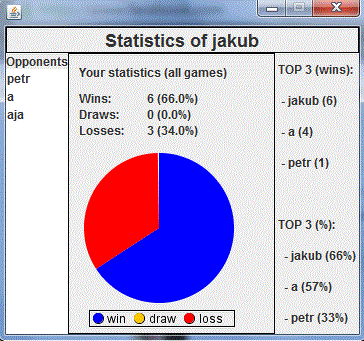 Statistics of jakub
Opponents
petr
a
aja
Your statistics (all games)
Wins: 6 (66.0%)
Draws: 0 (0.0%)
Losses: 3 (34.0%)
win draw loss
TOP 3 (wins):
- jakub (6)
- a (4)
- petr (1)
TOP 3 (%):
- jakub (66%)
- a (57%)
- petr (33%)